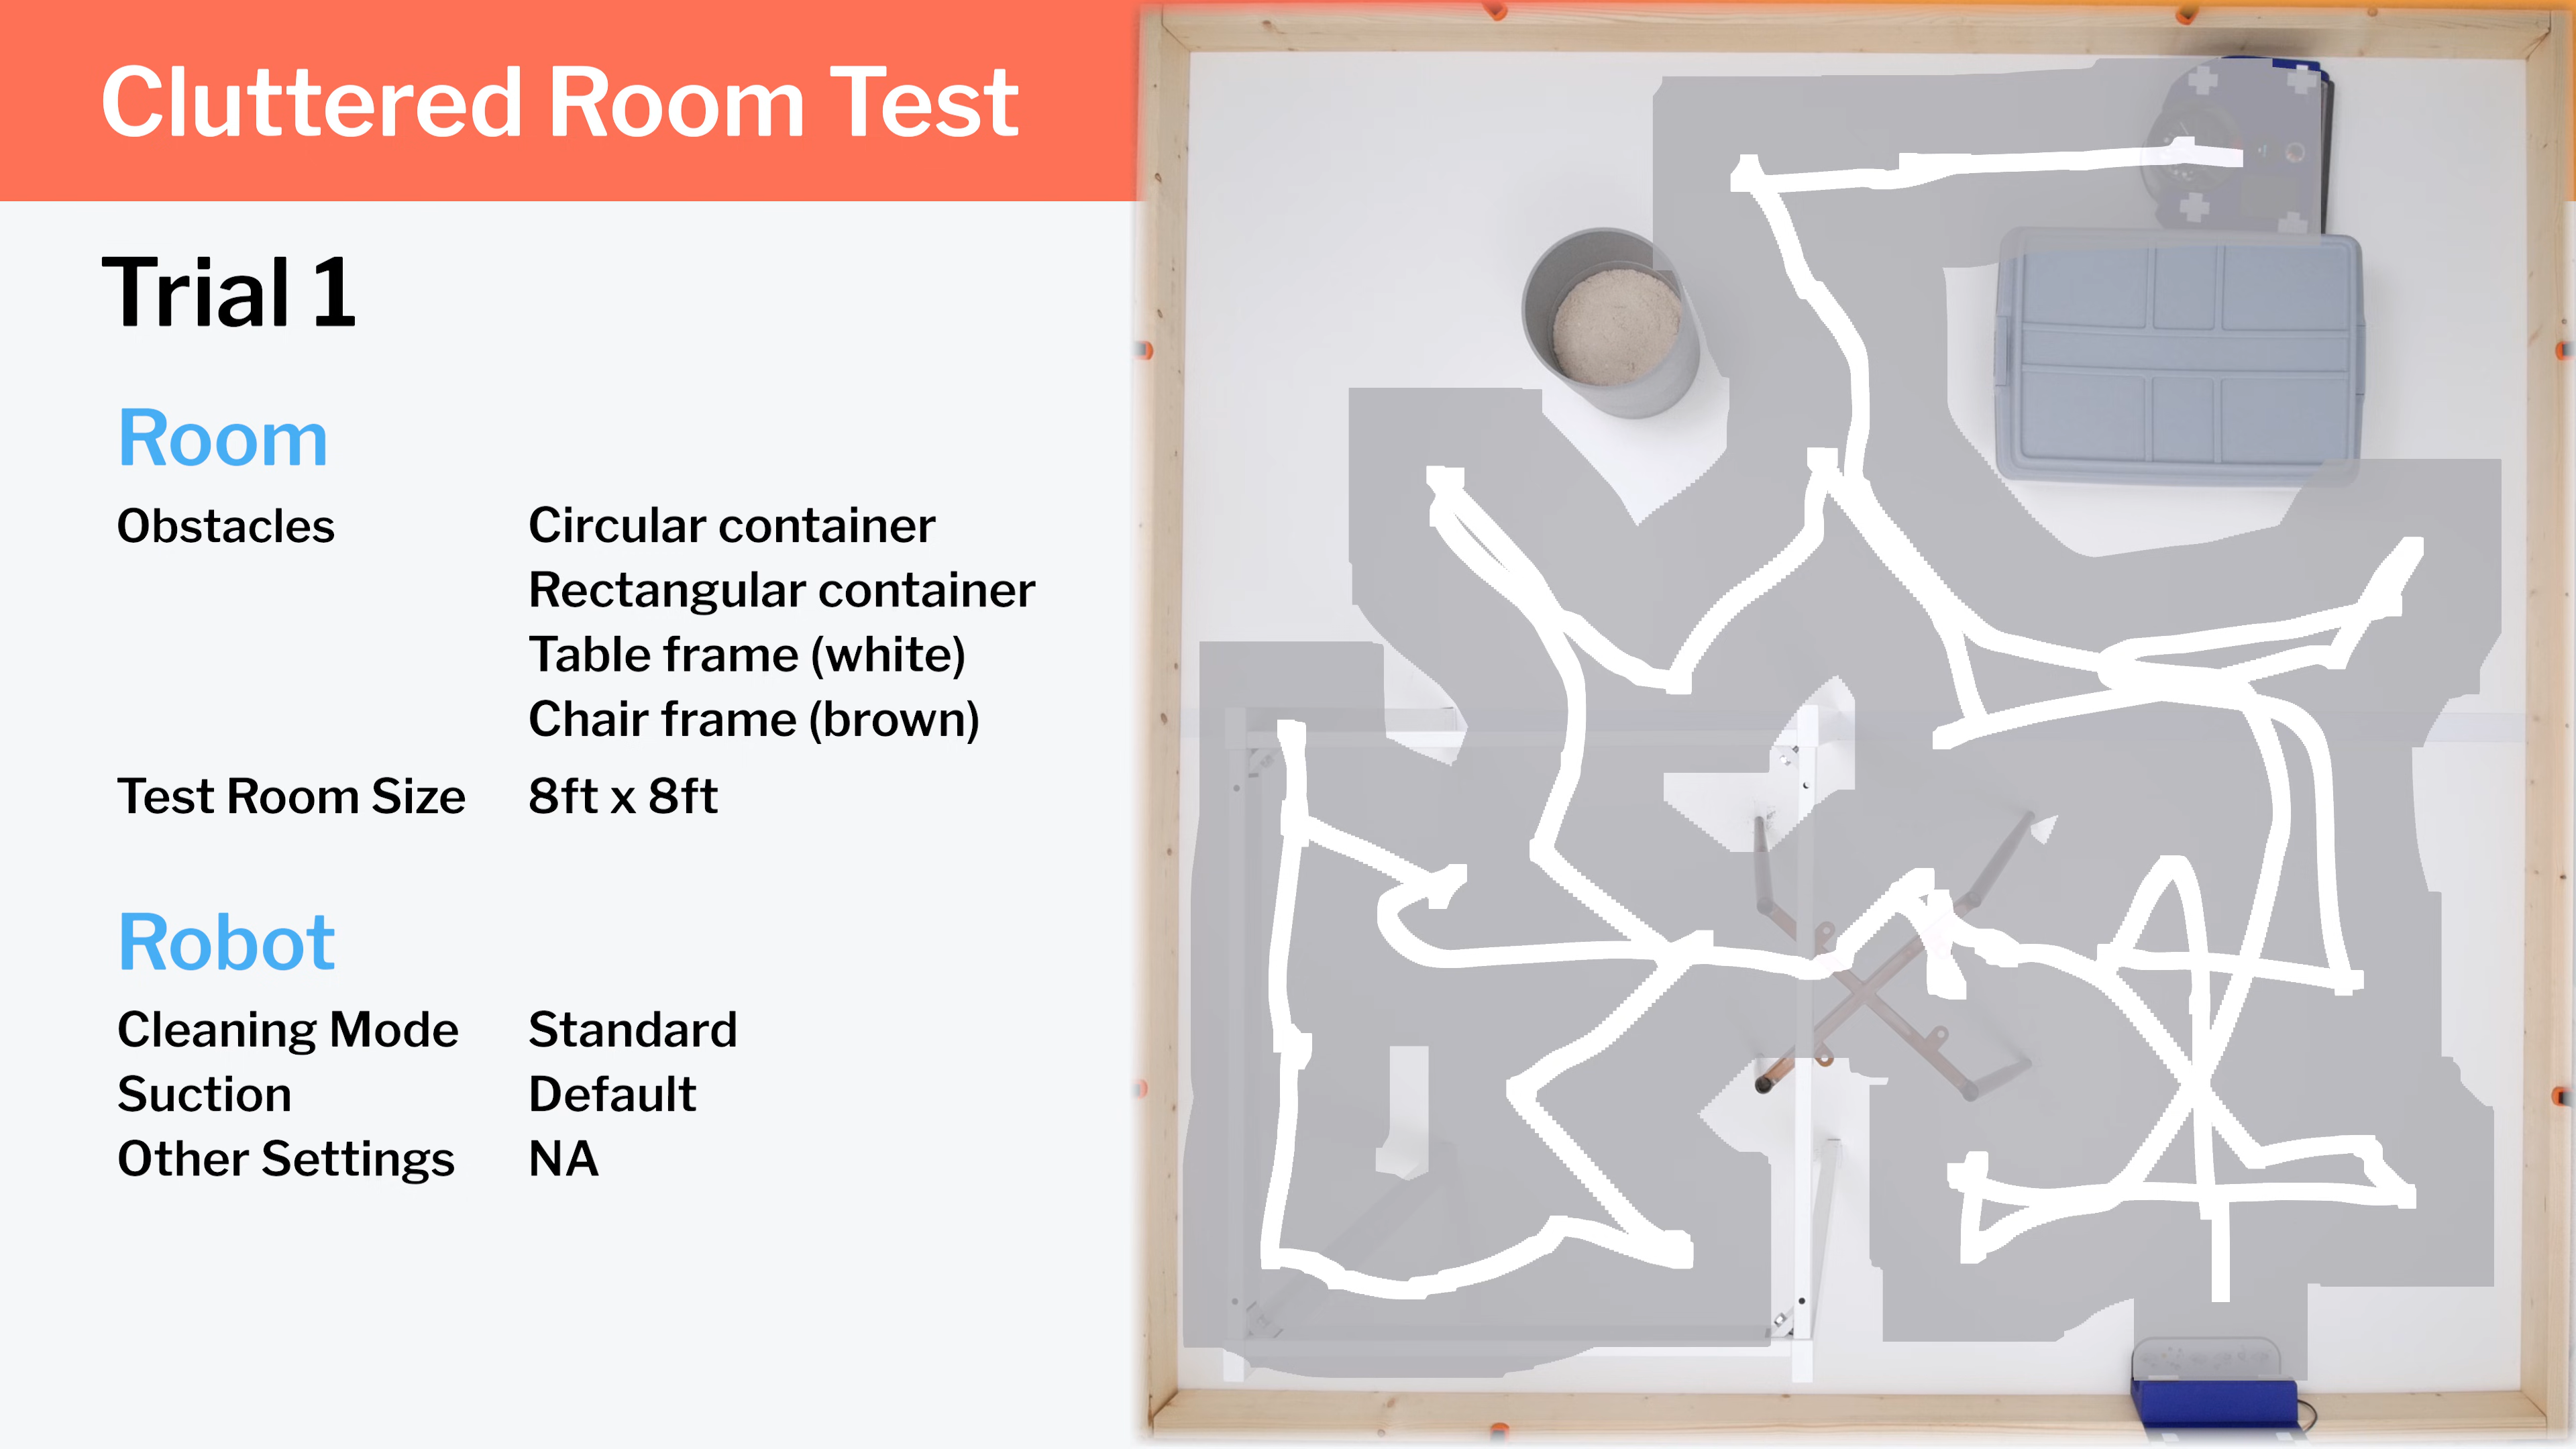 Cluttered Room Test
Trial 1
Room
Obstacles Circular container
Rectangular container
Table frame (white)
Chair frame (brown)
Test Room Size 8ft x 8ft
Robot
Cleaning Mode Standard
Suction Default
Other Settings NA